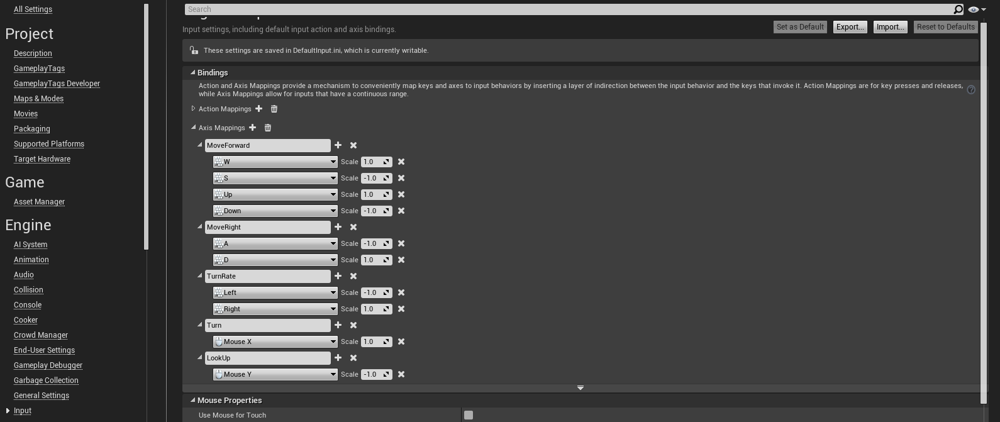 All Settings
Project
Description
GameplayTags
GameplayTags Developer
Maps & Modes
Movies
Packaging
Supported Platforms
Target Hardware
Game
Asset Manager
Engine
AI System
Animation
Audio
Collision
Console
Cooker
Crowd Manager
End-User Settings
Gameplay Debugger
Garbage Collection
General Settings
Input
Search
Input settings, including default input action and axis bindings.
Set as Default Export... Import... Reset to Defaults
These settings are saved in DefaultInput.ini, which is currently writable.
Bindings
Action and Axis Mappings provide a mechanism to conveniently map keys and axes to input behaviors by inserting a layer of indirection between the input behavior and the keys that invoke it. Action Mappings are for key presses and releases,
while Axis Mappings allow for inputs that have a continuous range.
Action Mappings
Axis Mappings
MoveForward
W Scale 1.0
S Scale -1.0
Up Scale 1.0
Down Scale -1.0
MoveRight
A Scale -1.0
D Scale 1.0
TurnRate
Left Scale -1.0
Right Scale 1.0
Turn
Mouse X Scale 1.0
LookUp
Mouse Y Scale -1.0
Mouse Properties
Use Mouse for Touch